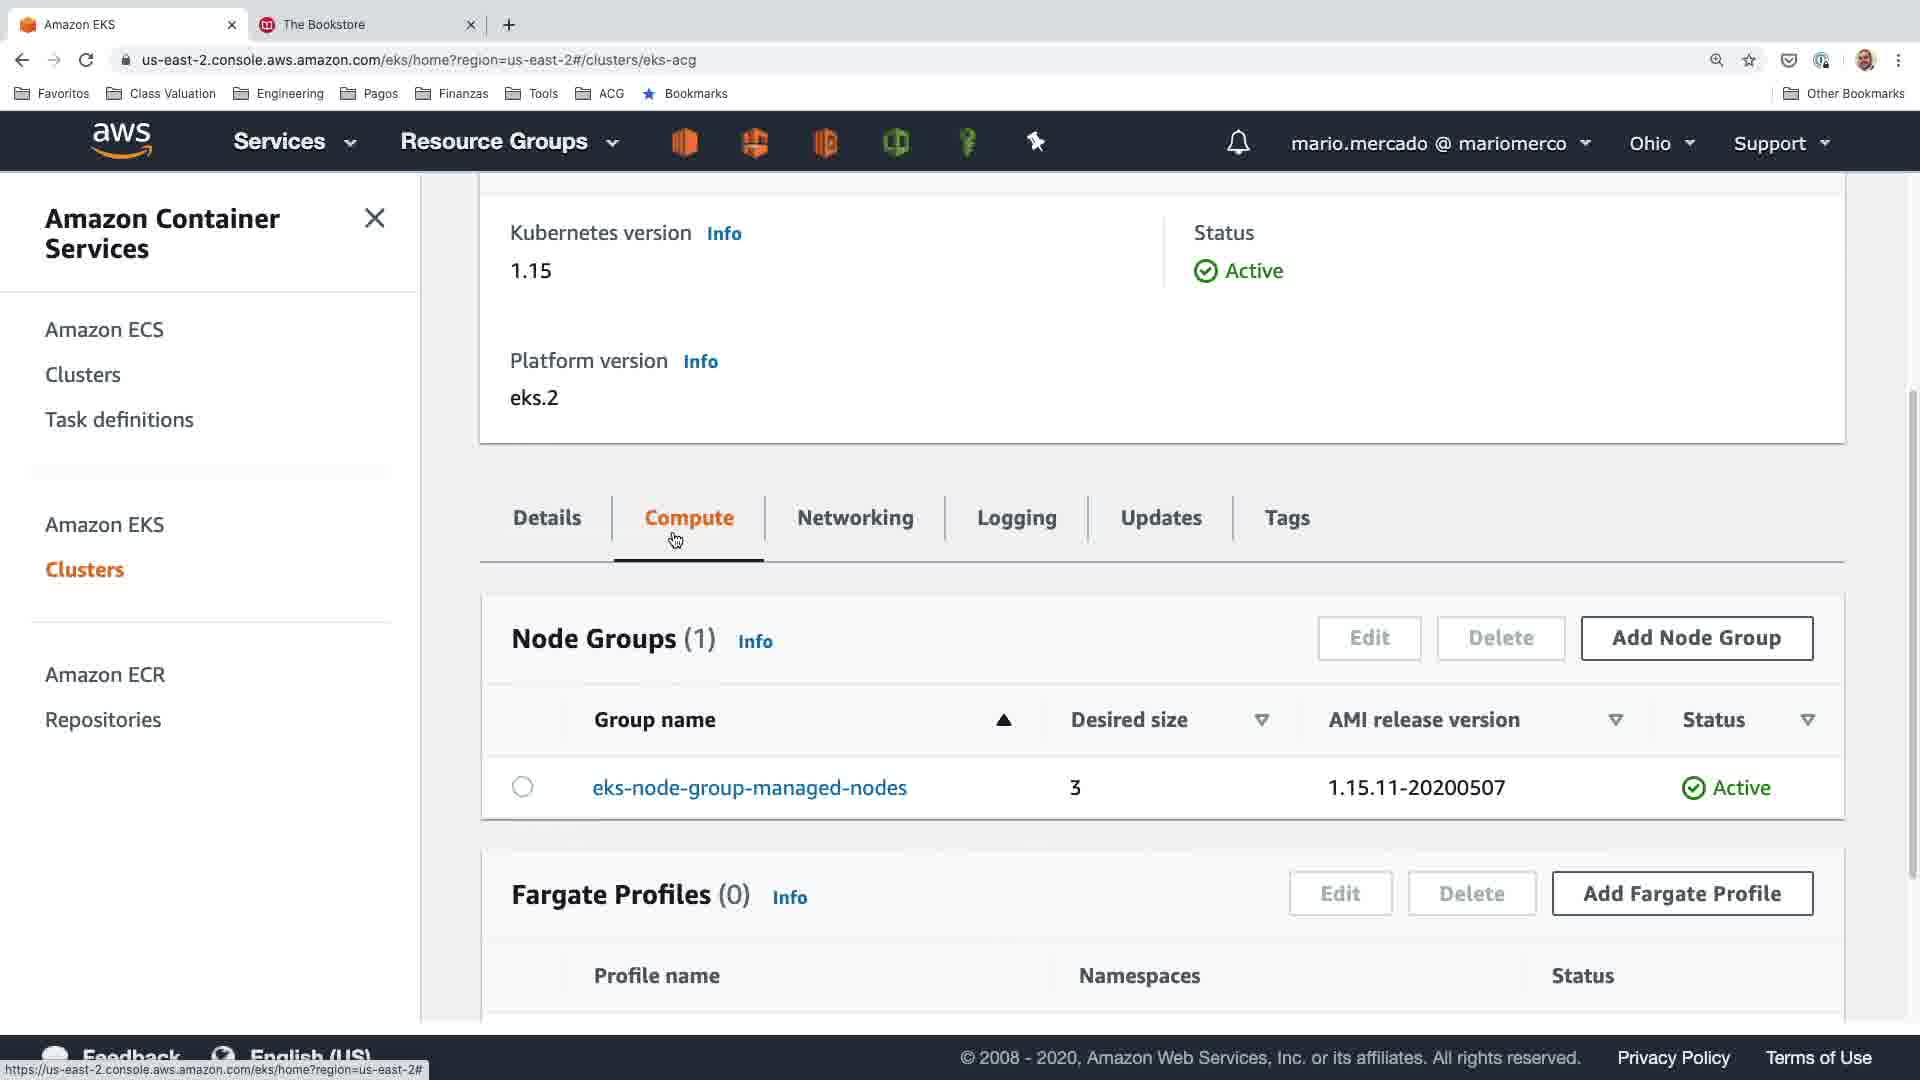 Amazon EKS
The Bookstore
us-east-2.console.aws.amazon.com/eks/home?region=us-east-2#/clusters/eks-acg
Favoritos Class Valuation Engineering Pagos Finanzas Tools ACG Bookmarks Other Bookmarks
aws Services Resource Groups mario.mercado @ mariomerco Ohio Support
Amazon Container
Services
Amazon ECS
Clusters
Task definitions
Amazon EKS
Clusters
Amazon ECR
Repositories
Kubernetes version Info
1.15
Status
Active
Platform version Info
eks.2
Details Compute Networking Logging Updates Tags
Node Groups (1) Info Edit Delete Add Node Group
Group name Desired size AMI release version Status
eks-node-group-managed-nodes 3 1.15.11-20200507 Active
Fargate Profiles (0) Info Edit Delete Add Fargate Profile
Profile name Namespaces Status
Feedback English (US) © 2008 - 2020, Amazon Web Services, Inc. or its affiliates. All rights reserved. Privacy Policy Terms of Use
https://us-east-2.console.aws.amazon.com/eks/home?region=us-east-2#